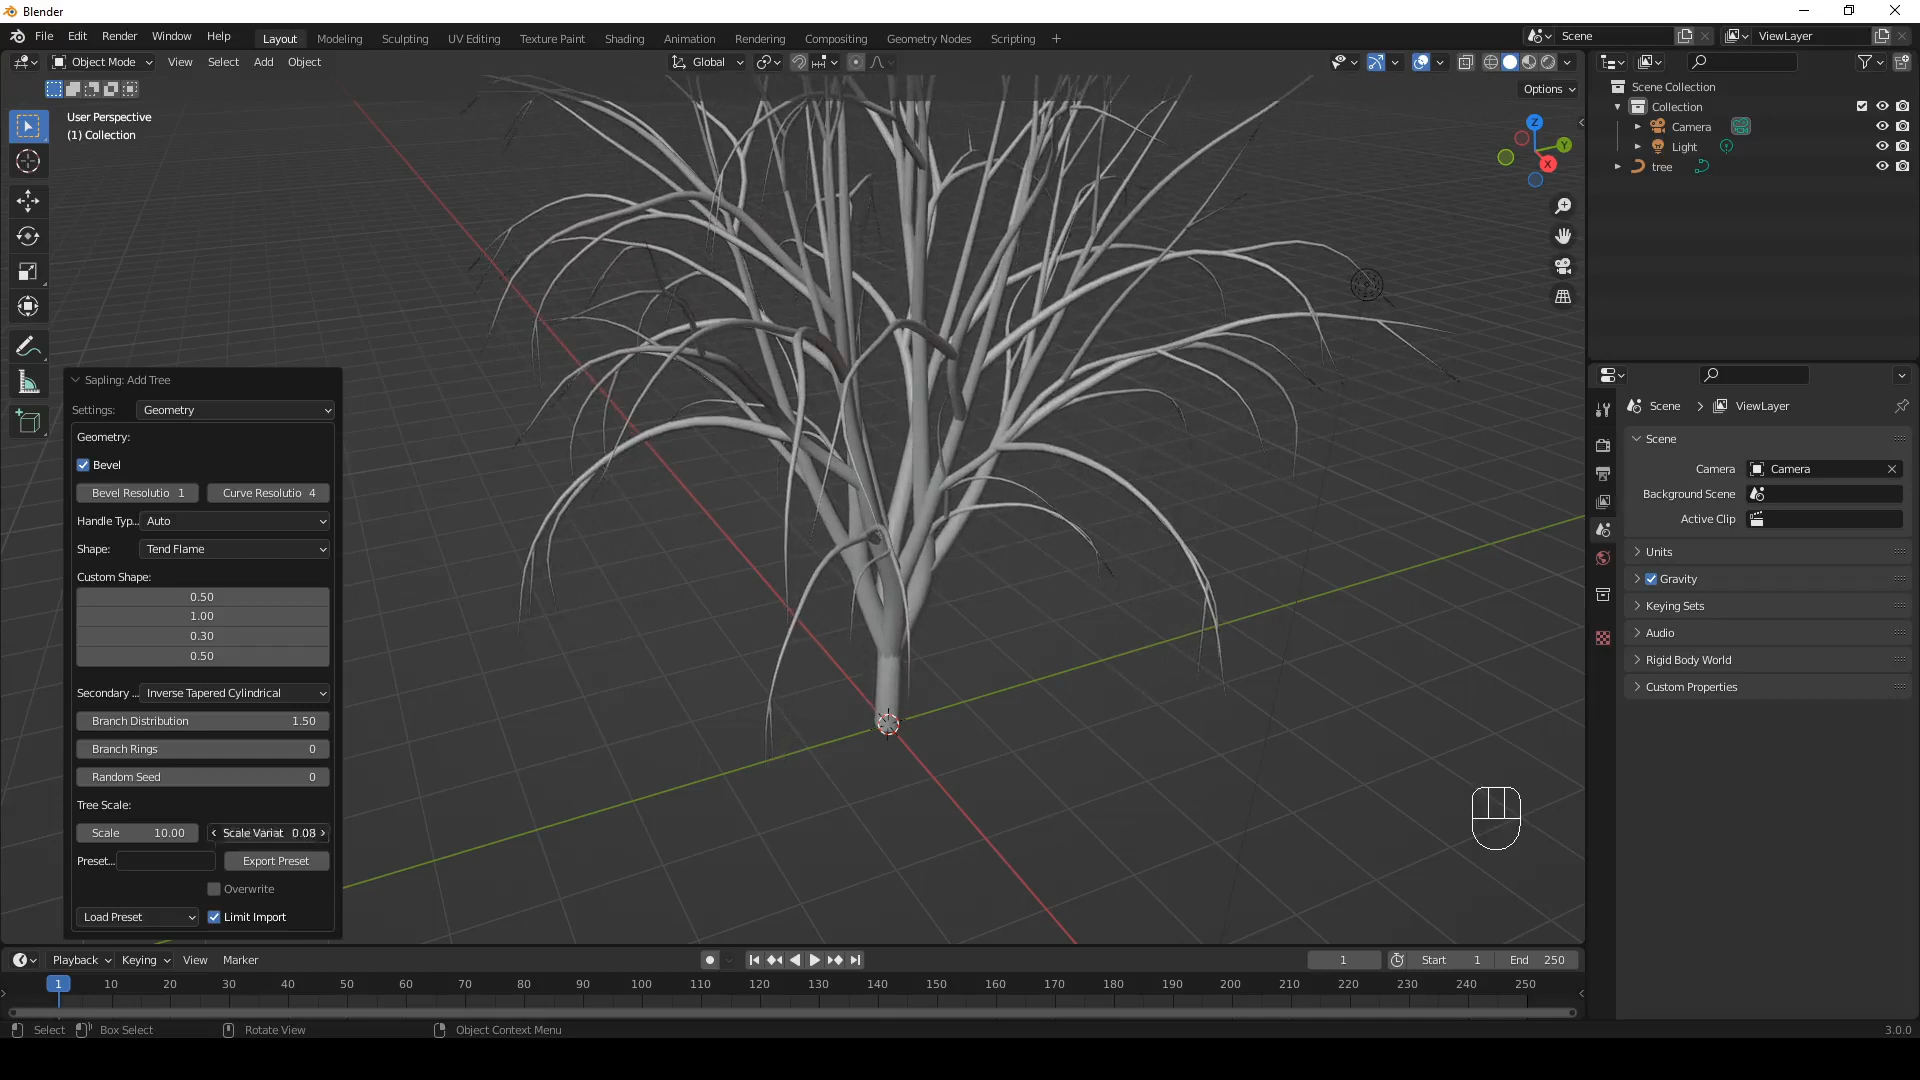 Blender
File Edit Render Window Help
Layout Modeling Sculpting UV Editing Texture Paint Shading Animation Rendering Compositing Geometry Nodes Scripting +
Scene
ViewLayer
Object Mode View Select Add Object
Global
Options
User Perspective
(1) Collection
Z
Y
X
Scene Collection
Collection
Camera
Light
tree
Sapling: Add Tree
Settings: Geometry
Geometry:
Bevel
Bevel Resolutio 1
Curve Resolutio 4
Handle Typ... Auto
Shape: Tend Flame
Custom Shape:
0.50
1.00
0.30
0.50
Secondary ... Inverse Tapered Cylindrical
Branch Distribution 1.50
Branch Rings 0
Random Seed 0
Tree Scale:
Scale 10.00
Scale Variat 0.08
Preset...
Export Preset
Overwrite
Load Preset
Limit Import
Scene > ViewLayer
Scene
Camera Camera
Background Scene
Active Clip
Units
Gravity
Keying Sets
Audio
Rigid Body World
Custom Properties
Playback Keying View Marker
1
Start 1
End 250
1 10 20 30 40 50 60 70 80 90 100 110 120 130 140 150 160 170 180 190 200 210 220 230 240 250
Select
Box Select
Rotate View
Object Context Menu
3.0.0